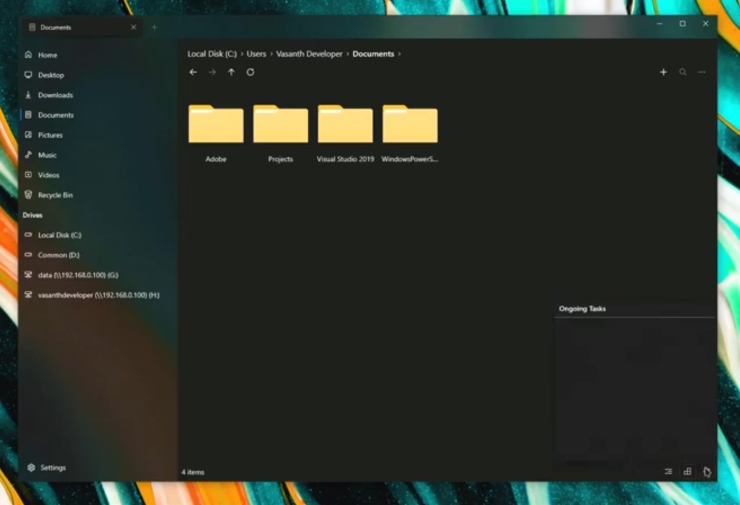 Documents
Home
Desktop
Downloads
Documents
Pictures
Music
Videos
Recycle Bin
Drives
Local Disk (C:)
Common (D:)
data (\\192.168.0.100) (G:)
vasanthdeveloper (\\192.168.0.100) (H:)
Settings
Local Disk (C:) › Users › Vasanth Developer › Documents ›
Adobe
Projects
Visual Studio 2019
WindowsPowerS...
Ongoing Tasks
4 items